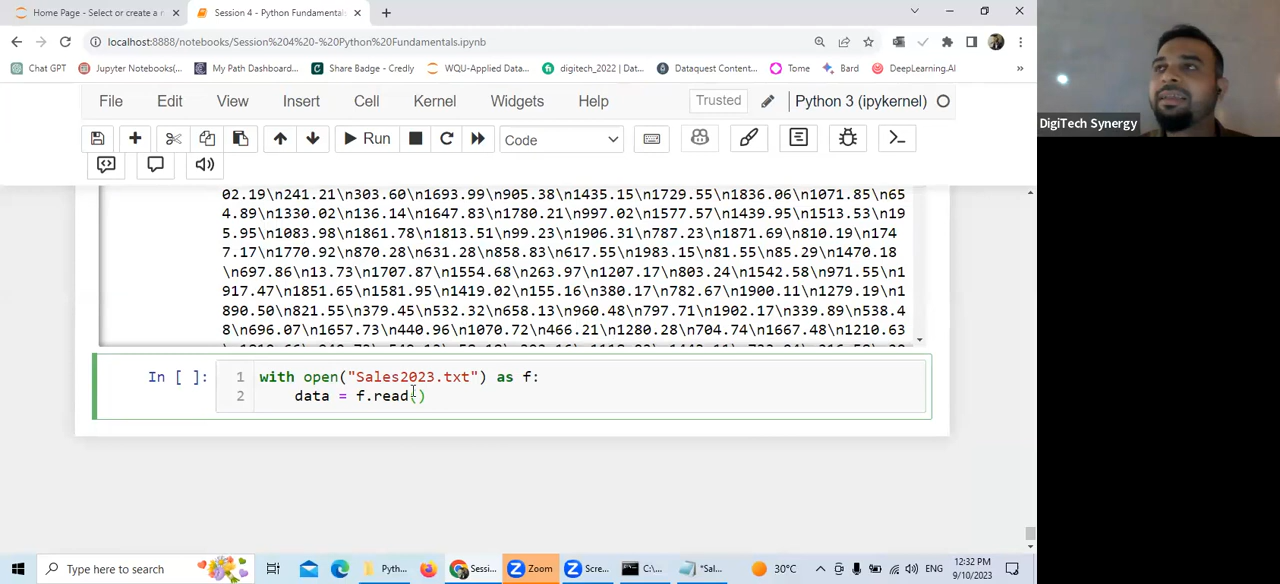 Home Page - Select or create a n
Session 4 - Python Fundamentals
localhost:8888/notebooks/Session%204%20-%20Python%20Fundamentals.ipynb
Chat GPT
Jupyter Notebooks(...
My Path Dashboard...
Share Badge - Credly
WQU-Applied Data...
digitech_2022 | Dat...
Dataquest Content...
Tome
Bard
DeepLearning.AI
»
File Edit View Insert Cell Kernel Widgets Help
Trusted
Python 3 (ipykernel)
Run
Code
DigiTech Synergy
02.19\n241.21\n303.60\n1693.99\n905.38\n1435.15\n1729.55\n1836.06\n1071.85\n65
4.89\n1330.02\n136.14\n1647.83\n1780.21\n997.02\n1577.57\n1439.95\n1513.53\n19
5.95\n1083.98\n1861.78\n1813.51\n99.23\n1906.31\n787.23\n1871.69\n810.19\n174
7.17\n1770.92\n870.28\n631.28\n858.83\n617.55\n1983.15\n81.55\n85.29\n1470.18
\n697.86\n13.73\n1707.87\n1554.68\n263.97\n1207.17\n803.24\n1542.58\n971.55\n1
917.47\n1851.65\n1581.95\n1419.02\n155.16\n380.17\n782.67\n1900.11\n1279.19\n1
890.50\n821.55\n379.45\n532.32\n658.13\n960.48\n797.71\n1902.17\n339.89\n538.4
8\n696.07\n1657.73\n440.96\n1070.72\n466.21\n1280.28\n704.74\n1667.48\n1210.63
In [ ]:
1 with open("Sales2023.txt") as f:
2 data = f.read()
Type here to search
Pyth...
Sessi...
Zoom
Scre...
C:\...
*Sal...
30°C
ENG
12:32 PM
9/10/2023